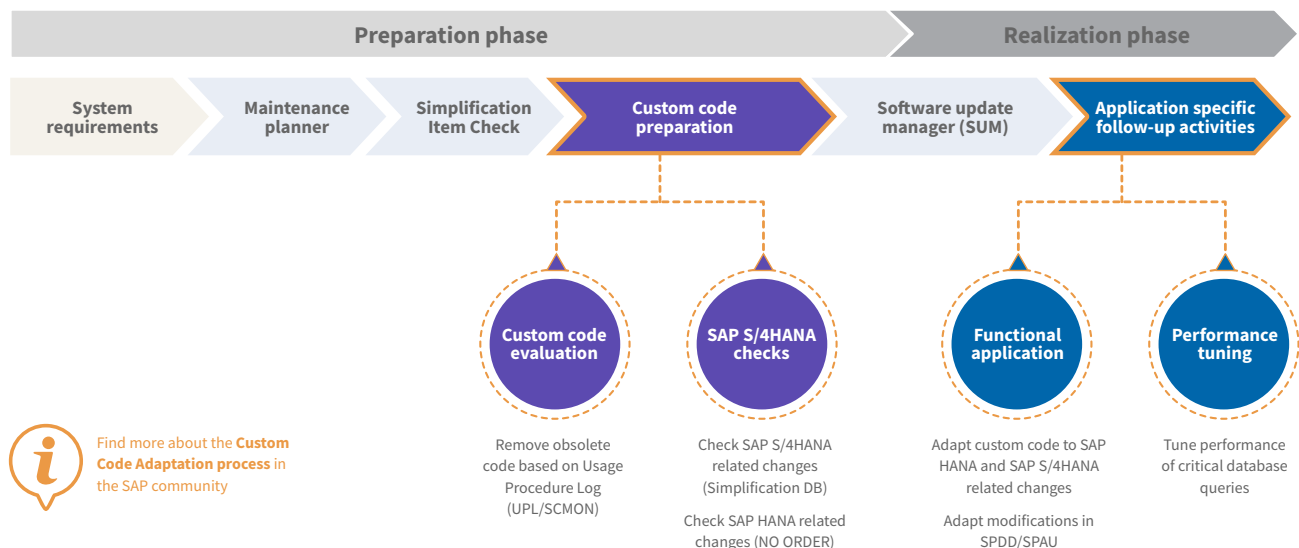 Preparation phase
Realization phase
System
requirements
Maintenance
planner
Simplification
Item Check
Custom code
preparation
Software update
manager (SUM)
Application specific
follow-up activities
Custom code
evaluation
SAP S/4HANA
checks
Functional
application
Performance
tuning
Remove obsolete
code based on Usage
Procedure Log
(UPL/SCMON)
Check SAP S/4HANA
related changes
(Simplification DB)
Check SAP HANA related
changes (NO ORDER)
Adapt custom code to SAP
HANA and SAP S/4HANA
related changes
Adapt modifications in
SPDD/SPAU
Tune performance
of critical database
queries
i
Find more about the Custom
Code Adaptation process in
the SAP community